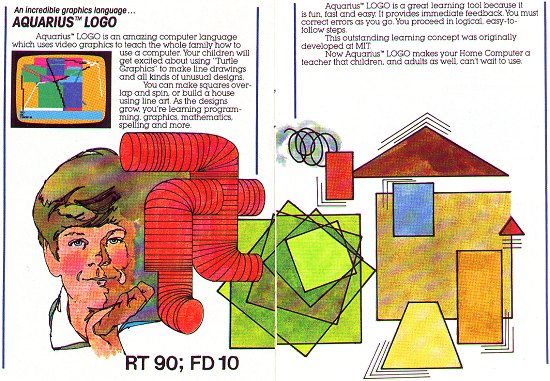 An incredible graphics language...
AQUARIUS™ LOGO
Aquarius™ LOGO is an amazing computer language
which uses video graphics to teach the whole family how to
use a computer. Your children will
get excited about using "Turtle
Graphics" to make line drawings
and all kinds of unusual designs.
You can make squares over-
lap and spin, or build a house
using line art. As the designs
grow, you're learning program-
ming, graphics, mathematics,
spelling and more.
Aquarius™ LOGO is a great learning tool because it
is fun, fast and easy. It provides immediate feedback. You must
correct errors as you go. You proceed in logical, easy-to-
follow steps.
This outstanding learning concept was originally
developed at MIT.
Now Aquarius™ LOGO makes your Home Computer a
teacher that children, and adults as well, can't wait to use.
RT 90; FD 10